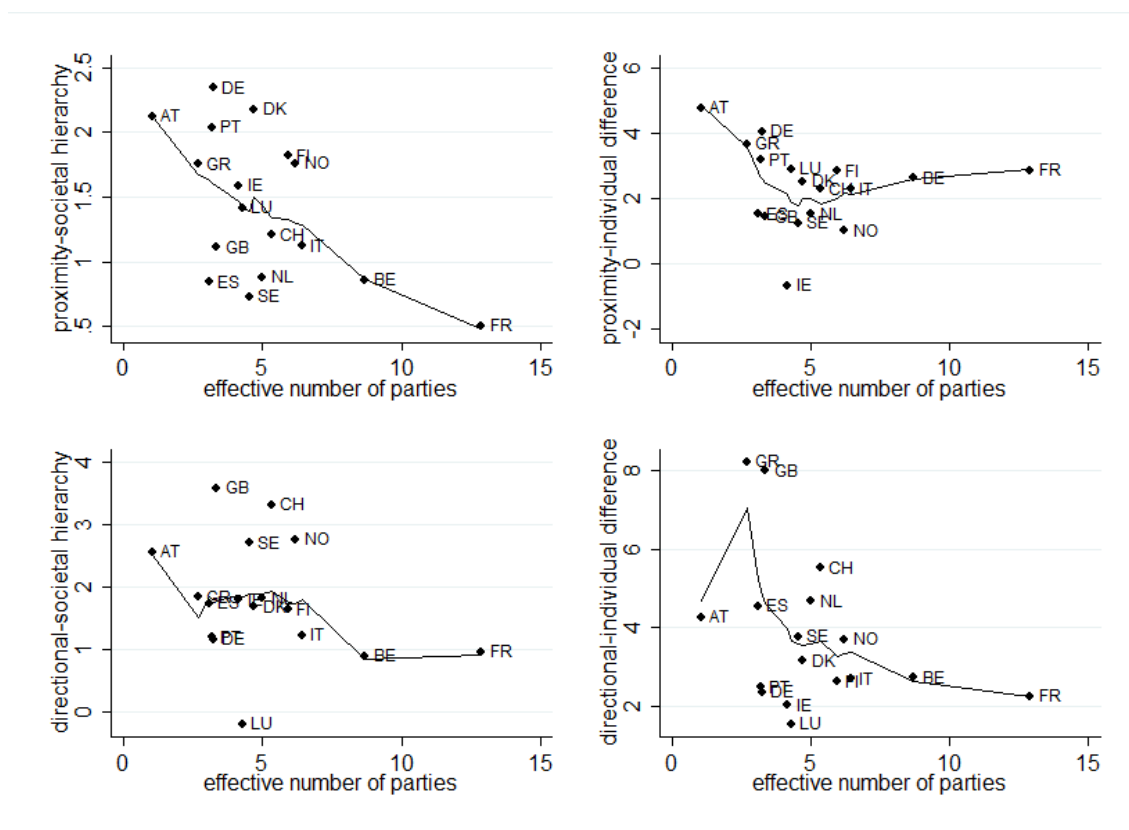 proximity-societal hierarchy
2.5
2
1.5
1
.5
AT
DE
DK
PT
GR
FI
NO
IE
LU
CH
GB
IT
ES
NL
SE
BE
FR
0 5 10 15
effective number of parties
proximity-individual difference
6
4
2
0
-2
AT
DE
GR
PT
LU
FI
DK
CH
IT
BE
FR
ES
GB
NL
SE
NO
IE
0 5 10 15
effective number of parties
directional-societal hierarchy
4
3
2
1
0
GB
CH
SE
NO
AT
GR
ES
IE
NL
DK
FI
PT
DE
IT
BE
FR
LU
0 5 10 15
effective number of parties
directional-individual difference
8
6
4
2
GR
GB
CH
ES
NL
AT
SE
NO
DK
PT
DE
FI
IT
BE
IE
LU
FR
0 5 10 15
effective number of parties